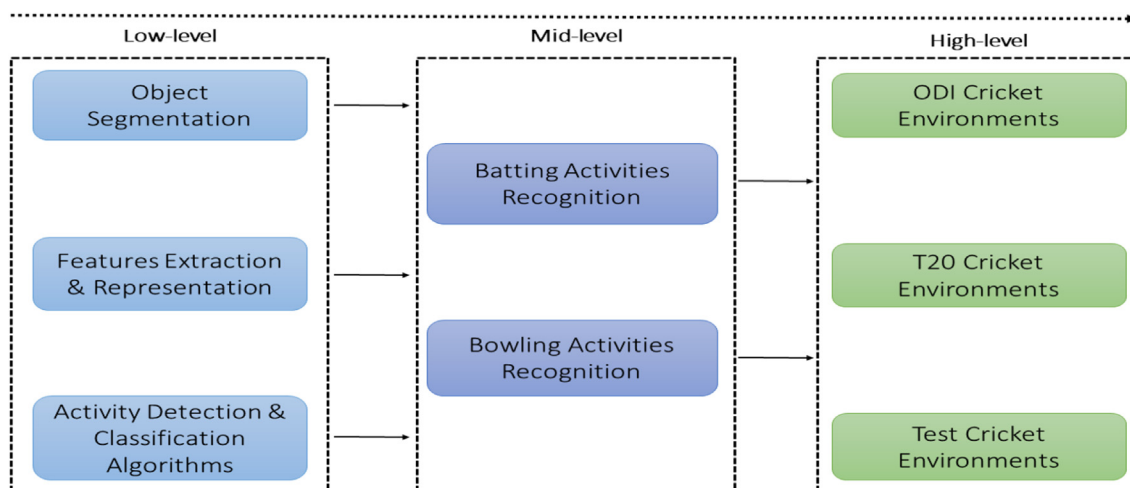 Low-level
Mid-level
High-level
Object
Segmentation
Features Extraction
& Representation
Activity Detection &
Classification
Algorithms
Batting Activities
Recognition
Bowling Activities
Recognition
ODI Cricket
Environments
T20 Cricket
Environments
Test Cricket
Environments